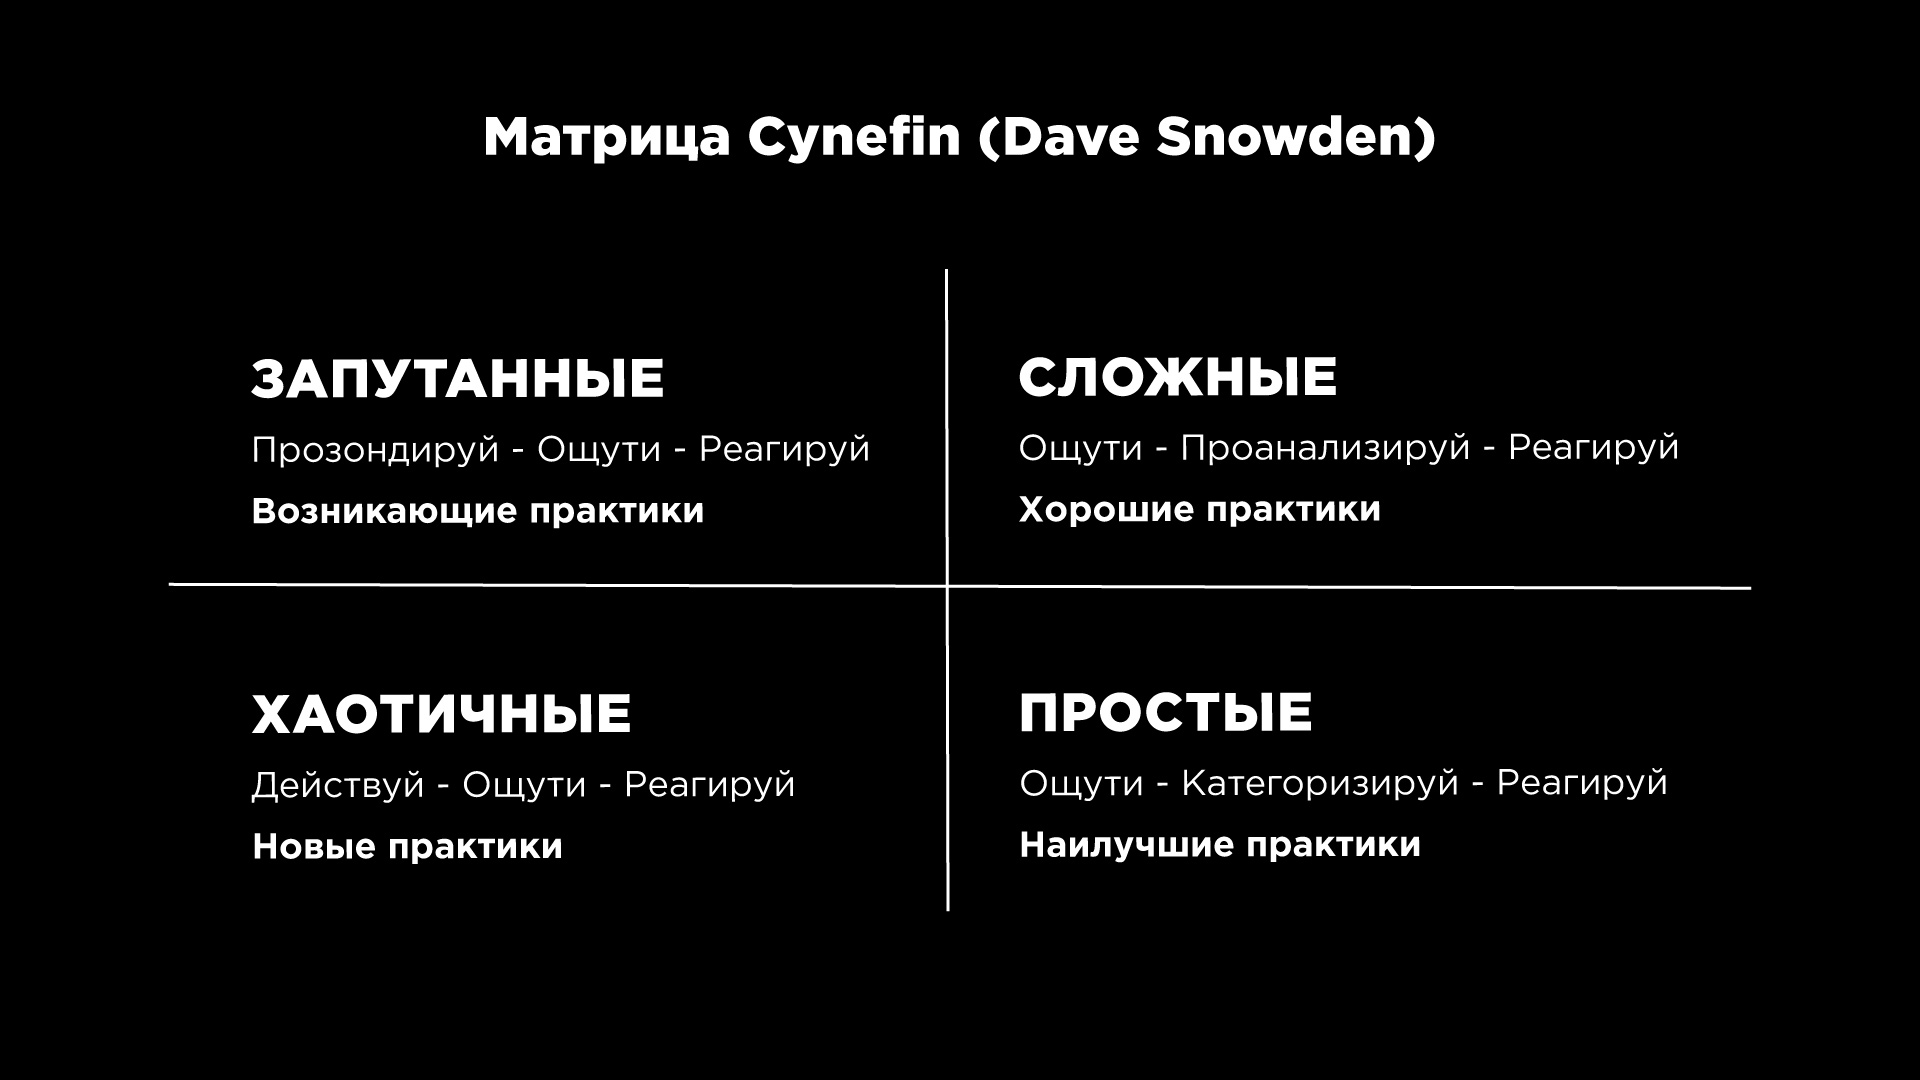 Матрица Cynefin (Dave Snowden)
ЗАПУТАННЫЕ
Прозондируй - Ощути - Реагируй
Возникающие практики
СЛОЖНЫЕ
Ощути - Проанализируй - Реагируй
Хорошие практики
ХАОТИЧНЫЕ
Действуй - Ощути - Реагируй
Новые практики
ПРОСТЫЕ
Ощути - Категоризируй - Реагируй
Наилучшие практики